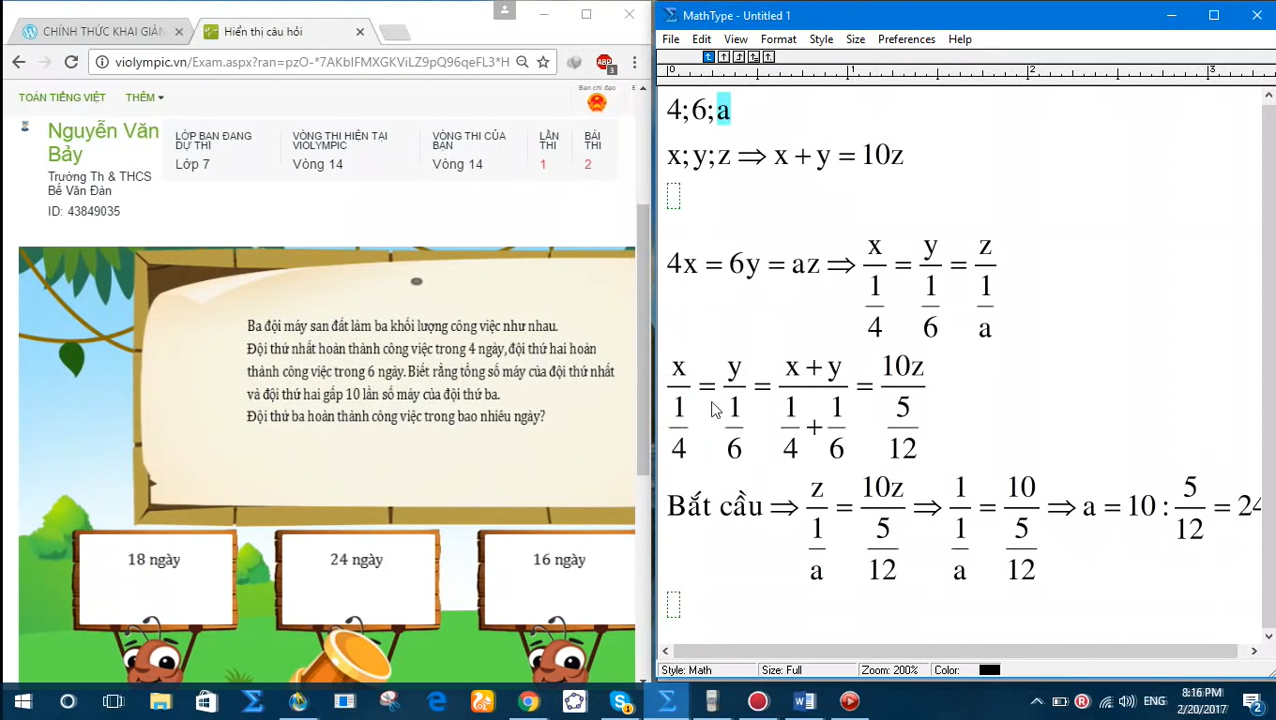 CHÍNH THỨC KHAI GIẢN
Hiển thị câu hỏi
violympic.vn/Exam.aspx?ran=pzO-*7AKbIFMXGKViLZ9pQ96qeFL3*H
ABP
3
TOÁN TIẾNG VIỆT
THÊM
Ban chỉ đạo
Nguyễn Văn Bảy
Trường Th & THCS
Bế Văn Đàn
ID: 43849035
LỚP BẠN ĐANG DỰ THI
Lớp 7
VÒNG THI HIỆN TẠI VIOLYMPIC
Vòng 14
VÒNG THI CỦA BẠN
Vòng 14
LẦN THI
1
BÀI THI
2
Ba đội máy san đất làm ba khối lượng công việc như nhau.
Đội thứ nhất hoàn thành công việc trong 4 ngày, đội thứ hai hoàn
thành công việc trong 6 ngày. Biết rằng tổng số máy của đội thứ nhất
và đội thứ hai gấp 10 lần số máy của đội thứ ba.
Đội thứ ba hoàn thành công việc trong bao nhiêu ngày?
18 ngày
24 ngày
16 ngày
MathType - Untitled 1
File Edit View Format Style Size Preferences Help
0 1 2 3
4;6;a
x;y;z ⇒ x + y = 10z
4x = 6y = az ⇒ x/(1/4) = y/(1/6) = z/(1/a)
x/(1/4) = y/(1/6) = (x + y)/(1/4 + 1/6) = 10z/(5/12)
Bắt cầu ⇒ z/(1/a) = 10z/(5/12) ⇒ 1/(1/a) = 10/(5/12) ⇒ a = 10 : 5/12 = 24
Style: Math Size: Full Zoom: 200% Color:
ENG
8:16 PM
2/20/2017
2